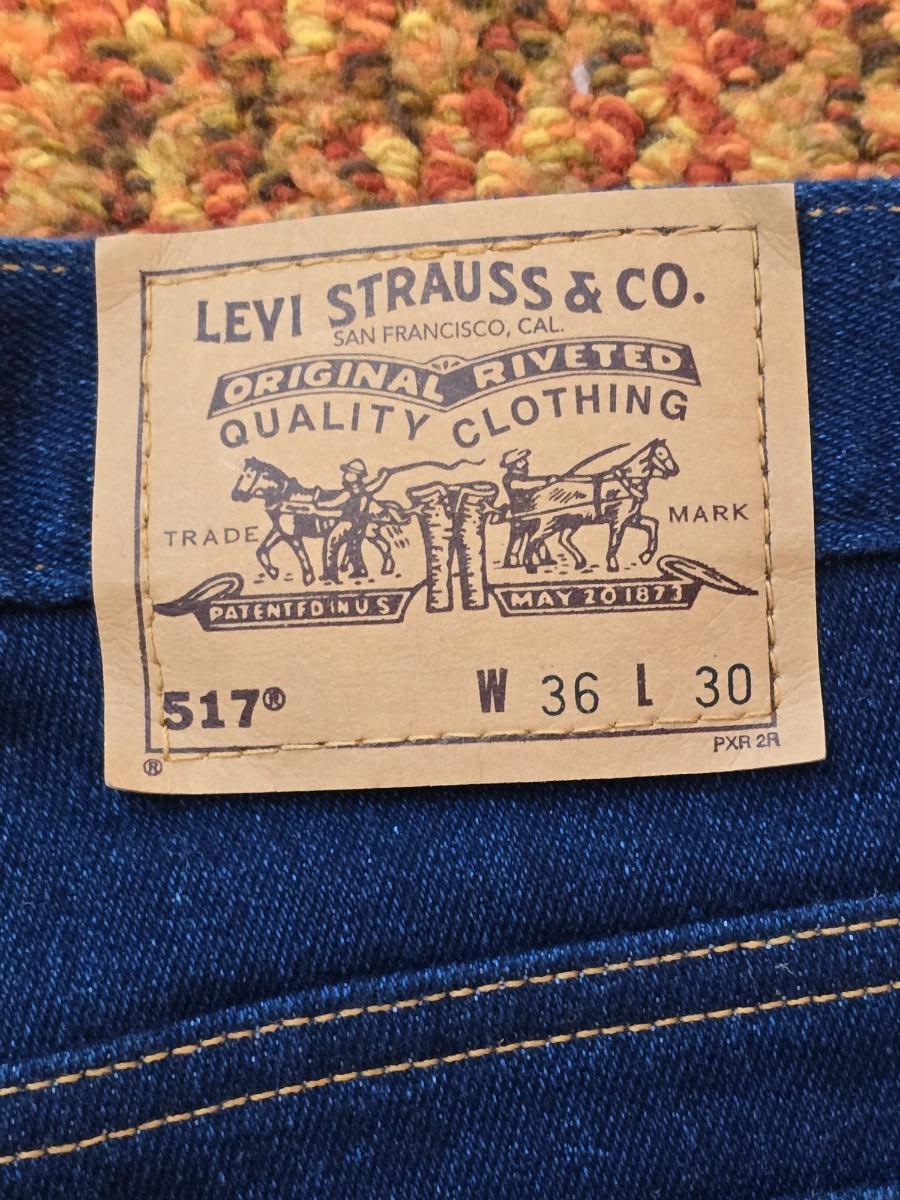 LEVI STRAUSS & CO.
SAN FRANCISCO, CAL.
ORIGINAL RIVETED
QUALITY CLOTHING
TRADE MARK
PATENTED IN U S MAY 20 1873
517® W 36 L 30
® PXR 2R